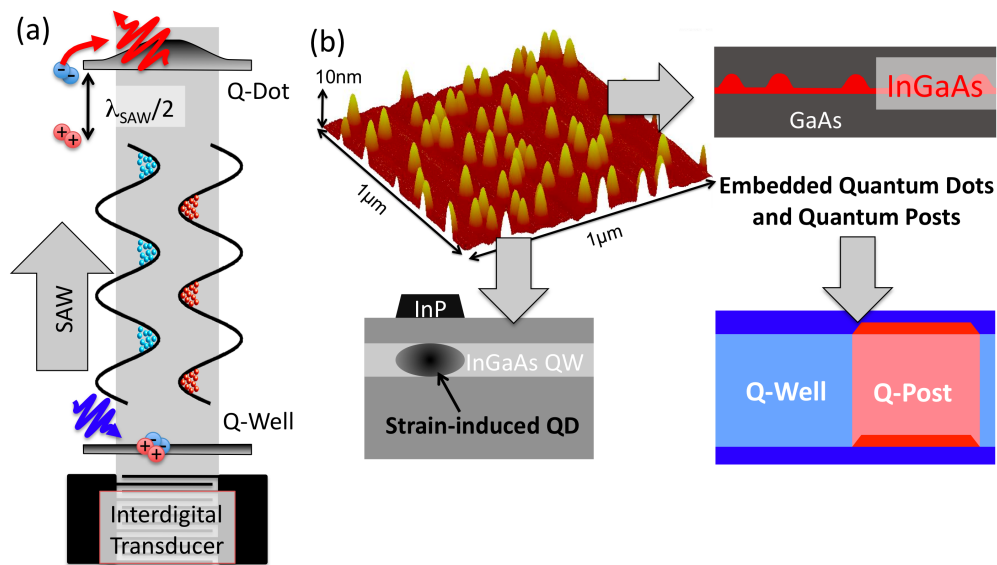 (a)
− −
Q-Dot
λSAW/2
+ +
SAW
Q-Well
− −
+ +
Interdigital
Transducer
(b)
10nm
1µm
1µm
InGaAs
GaAs
Embedded Quantum Dots
and Quantum Posts
InP
InGaAs QW
Strain-induced QD
Q-Well
Q-Post